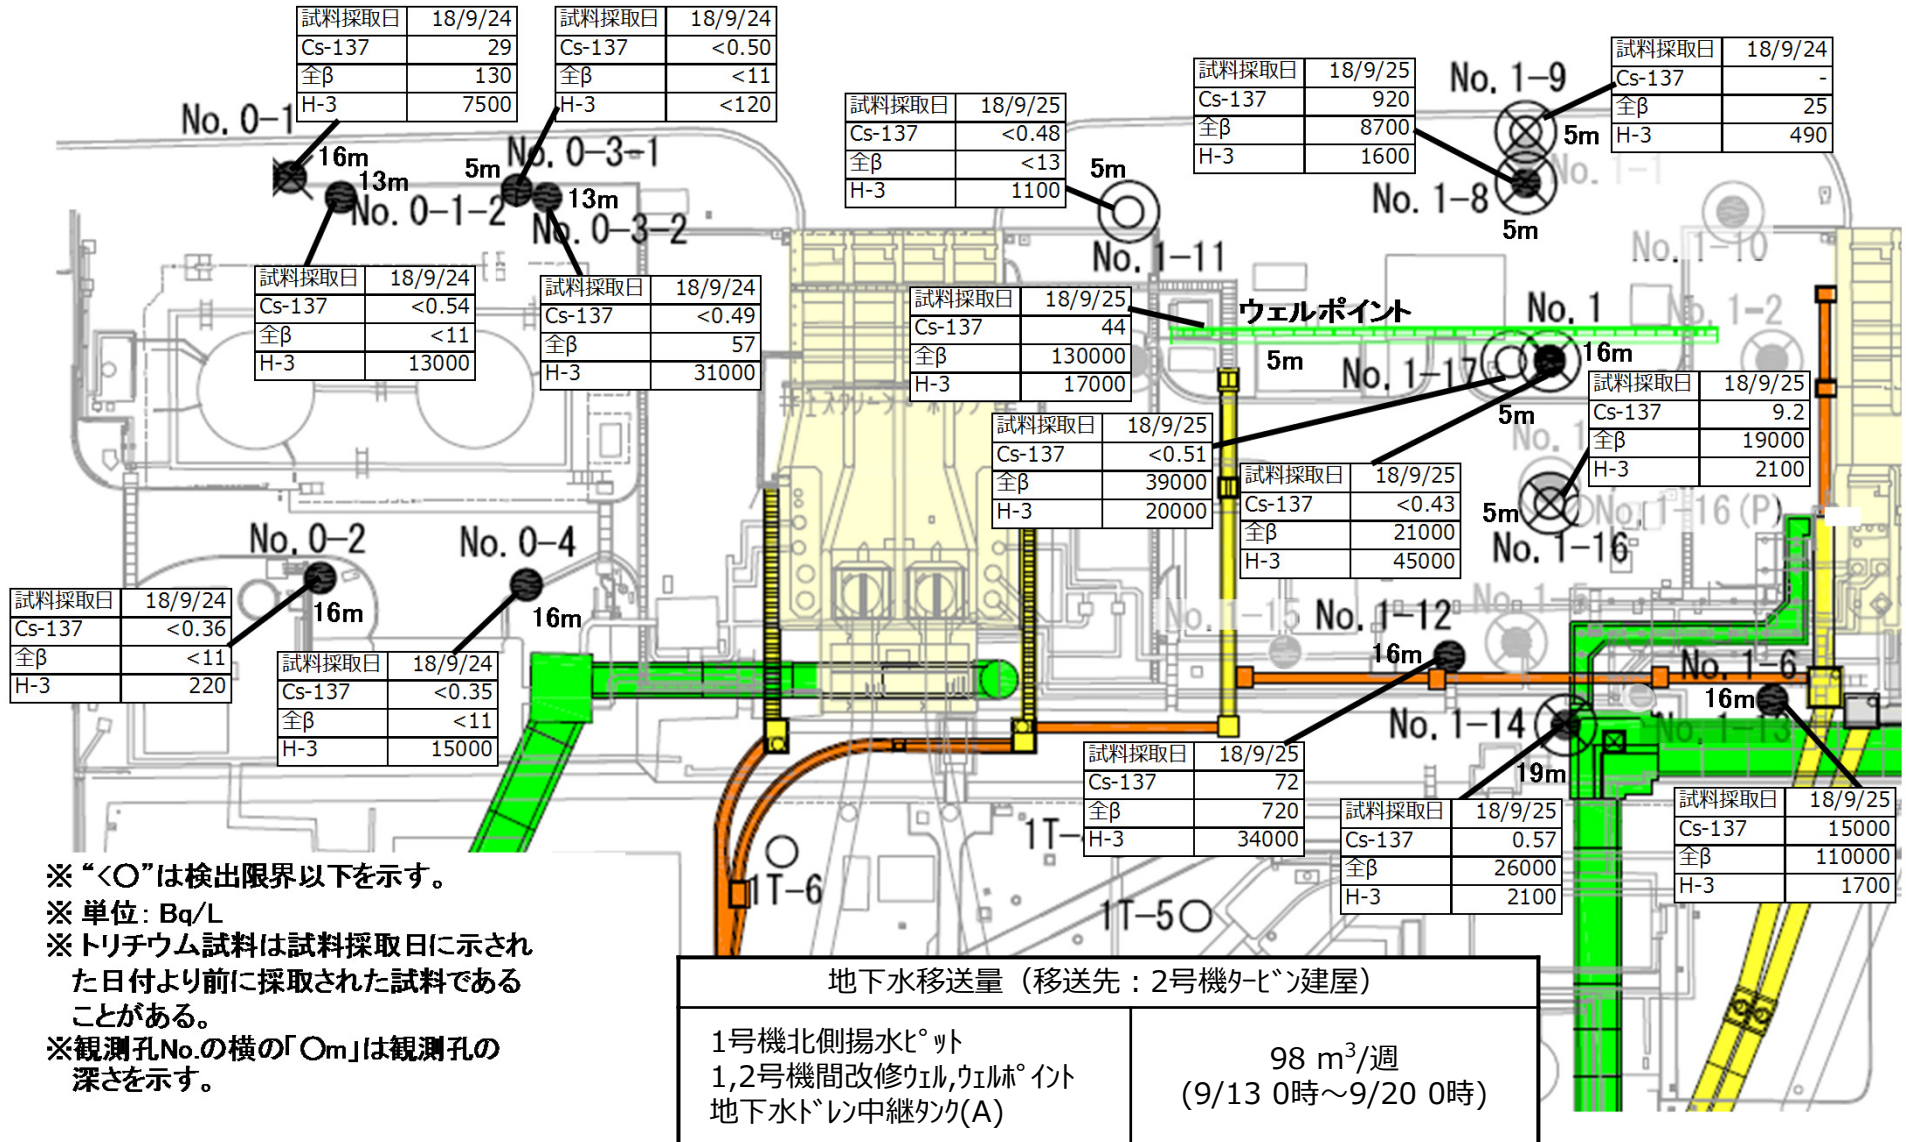 試料採取日 18/9/24
Cs-137 29
全β 130
H-3 7500
試料採取日 18/9/24
Cs-137 <0.50
全β <11
H-3 <120
試料採取日 18/9/25
Cs-137 <0.48
全β <13
H-3 1100
試料採取日 18/9/25
Cs-137 920
全β 8700
H-3 1600
試料採取日 18/9/24
Cs-137 -
全β 25
H-3 490
No. 0-1
16m
13m
No. 0-1-2
5m
No. 0-3-1
13m
No. 0-3-2
5m
No. 1-11
No. 1-9
5m
No. 1-8
5m
No. 1-1
No. 1-10
試料採取日 18/9/24
Cs-137 <0.54
全β <11
H-3 13000
試料採取日 18/9/24
Cs-137 <0.49
全β 57
H-3 31000
試料採取日 18/9/25
Cs-137 44
全β 130000
H-3 17000
ウェルポイント
5m
No. 1
16m
No. 1-2
No. 1-17
5m
試料採取日 18/9/25
Cs-137 9.2
全β 19000
H-3 2100
試料採取日 18/9/25
Cs-137 <0.51
全β 39000
H-3 20000
試料採取日 18/9/25
Cs-137 <0.43
全β 21000
H-3 45000
5m
No. 1-16
No. 1-16(P)
No. 0-2
16m
No. 0-4
16m
試料採取日 18/9/24
Cs-137 <0.36
全β <11
H-3 220
試料採取日 18/9/24
Cs-137 <0.35
全β <11
H-3 15000
No. 1-15
No. 1-12
16m
No. 1-5
No. 1-6
16m
No. 1-14
19m
No. 1-13
試料採取日 18/9/25
Cs-137 72
全β 720
H-3 34000
試料採取日 18/9/25
Cs-137 0.57
全β 26000
H-3 2100
試料採取日 18/9/25
Cs-137 15000
全β 110000
H-3 1700
1T-6
1T-5
※ “<○”は検出限界以下を示す。
※ 単位: Bq/L
※ トリチウム試料は試料採取日に示され
た日付より前に採取された試料である
ことがある。
※観測孔No.の横の「○m」は観測孔の
深さを示す。
地下水移送量（移送先：2号機ﾀｰﾋﾞﾝ建屋）
1号機北側揚水ﾋﾟｯﾄ
1,2号機間改修ｳｪﾙ,ｳｪﾙﾎﾟｲﾝﾄ
地下水ﾄﾞﾚﾝ中継ﾀﾝｸ(A)
98 m³/週
(9/13 0時～9/20 0時)